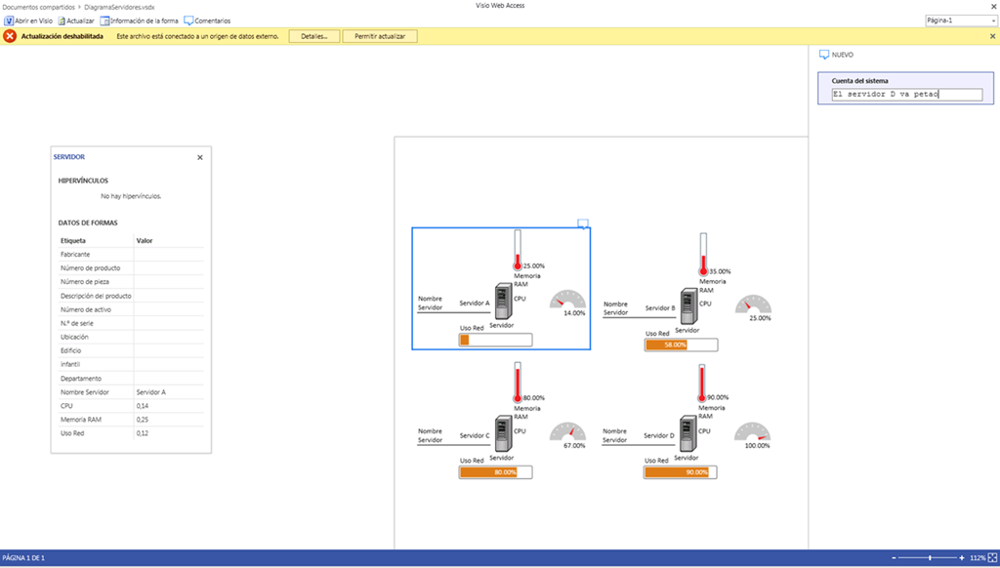 Documentos compartidos ▸ DiagramaServidores.vsdx
Visio Web Access
Abrir en Visio Actualizar Información de la forma Comentarios
Página-1
Actualización deshabilitada Este archivo está conectado a un origen de datos externo. Detalles... Permitir actualizar
NUEVO
Cuenta del sistema
El servidor D va petao
SERVIDOR
HIPERVÍNCULOS
No hay hipervínculos.
DATOS DE FORMAS
Etiqueta Valor
Fabricante
Número de producto
Número de pieza
Descripción del producto
Número de activo
N.º de serie
Ubicación
Edificio
infantil
Departamento
Nombre Servidor Servidor A
CPU 0,14
Memoria RAM 0,25
Uso Red 0,12
25.00%
Memoria
RAM
CPU
Nombre
Servidor
Servidor A
14.00%
Servidor
Uso Red
35.00%
Memoria
RAM
CPU
Nombre
Servidor
Servidor B
25.00%
Servidor
Uso Red
58.00%
80.00%
Memoria
RAM
CPU
Nombre
Servidor
Servidor C
67.00%
Servidor
Uso Red
80.00%
90.00%
Memoria
RAM
CPU
Nombre
Servidor
Servidor D
100.00%
Servidor
Uso Red
90.00%
PÁGINA 1 DE 1
112%